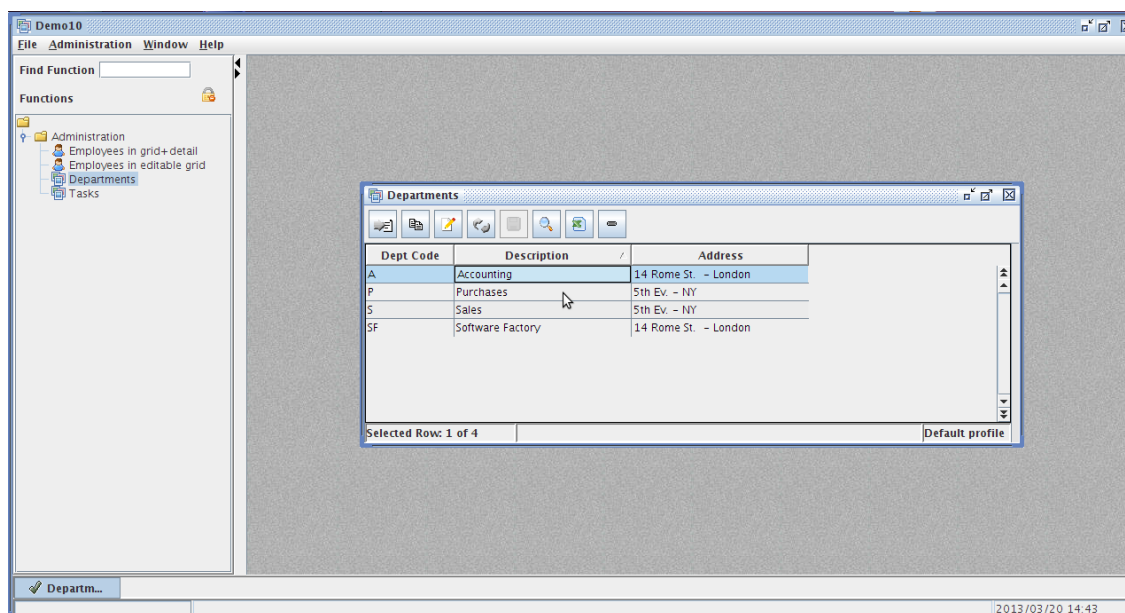 Demo10
File Administration Window Help
Find Function
Functions
Administration
Employees in grid+detail
Employees in editable grid
Departments
Tasks
Departments
Dept Code Description / Address
A Accounting 14 Rome St. - London
P Purchases 5th Ev. - NY
S Sales 5th Ev. - NY
SF Software Factory 14 Rome St. - London
Selected Row: 1 of 4 Default profile
Departm...
2013/03/20 14:43